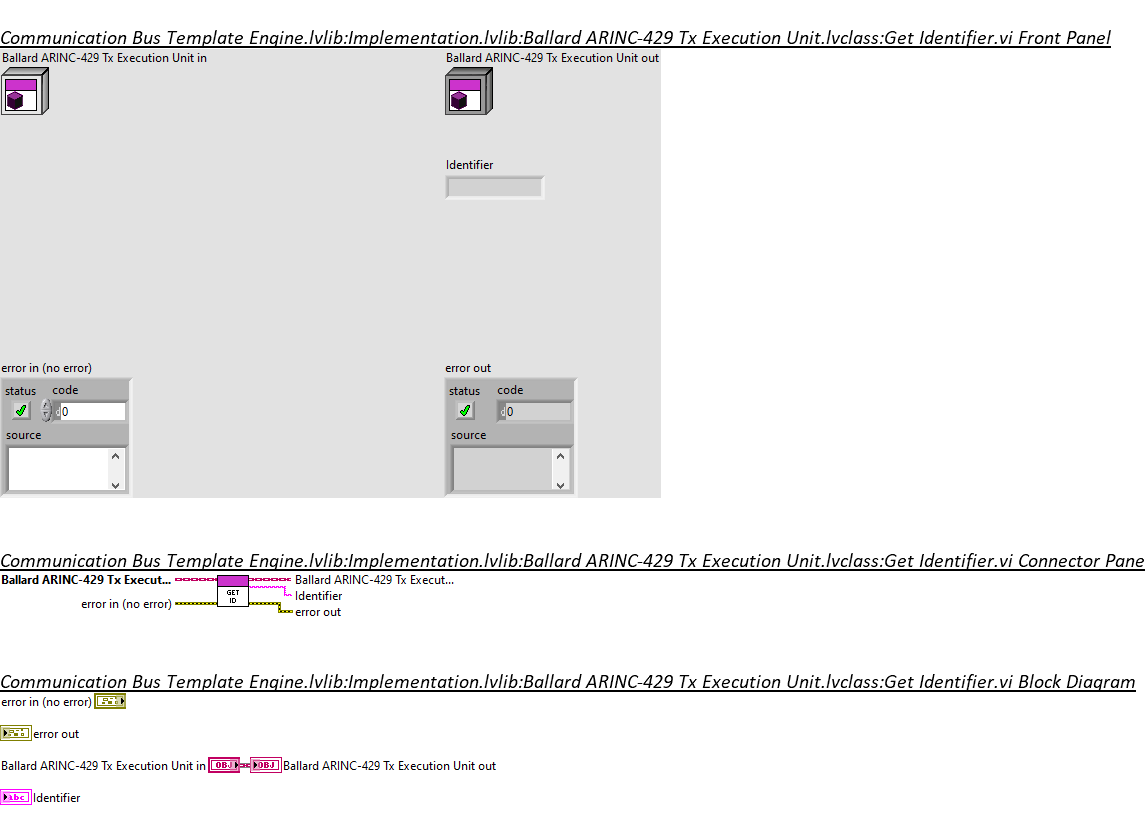 Communication Bus Template Engine.lvlib:Implementation.lvlib:Ballard ARINC-429 Tx Execution Unit.lvclass:Get Identifier.vi Front Panel
Ballard ARINC-429 Tx Execution Unit in
Ballard ARINC-429 Tx Execution Unit out
Identifier
error in (no error)
error out
status code
status code
d 0
d 0
source
source
Communication Bus Template Engine.lvlib:Implementation.lvlib:Ballard ARINC-429 Tx Execution Unit.lvclass:Get Identifier.vi Connector Pane
Ballard ARINC-429 Tx Execut...
Ballard ARINC-429 Tx Execut...
GET
ID
Identifier
error in (no error)
error out
Communication Bus Template Engine.lvlib:Implementation.lvlib:Ballard ARINC-429 Tx Execution Unit.lvclass:Get Identifier.vi Block Diagram
error in (no error)
error out
Ballard ARINC-429 Tx Execution Unit in OBJ OBJ Ballard ARINC-429 Tx Execution Unit out
abc Identifier